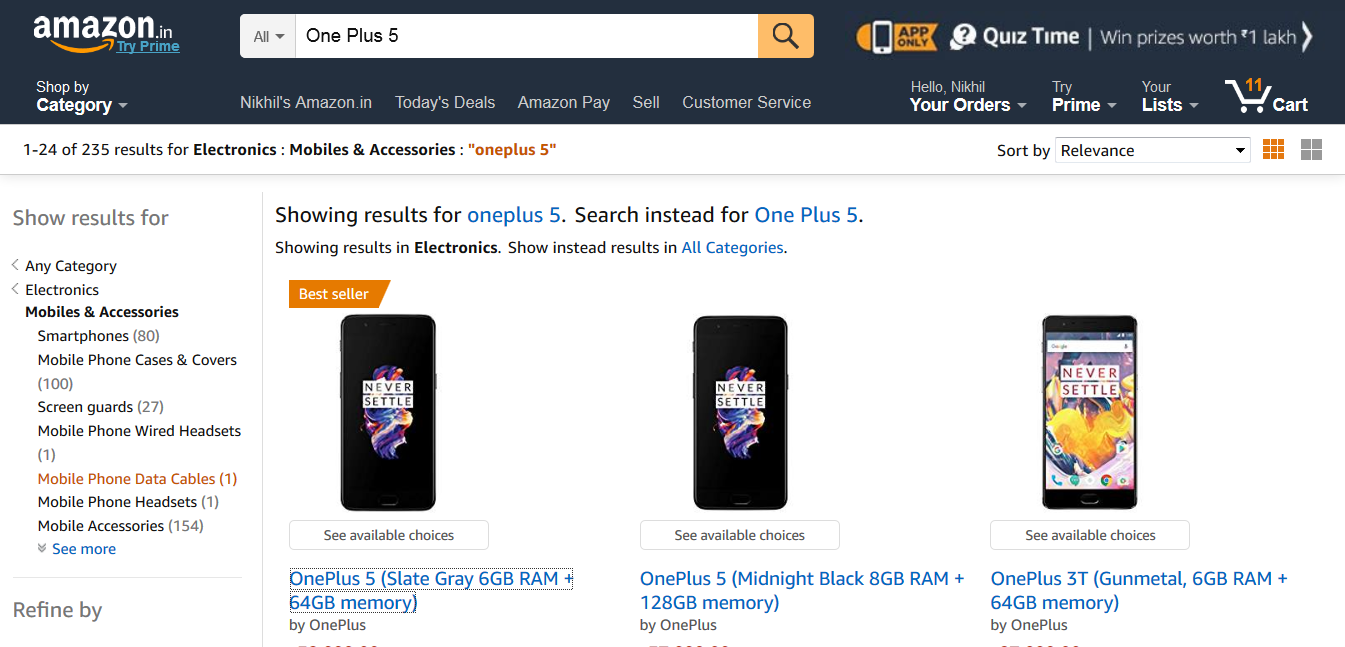 amazon.in
Try Prime
All
One Plus 5
APP ONLY
Quiz Time | Win prizes worth ₹1 lakh
Shop by
Category
Nikhil's Amazon.in
Today's Deals
Amazon Pay
Sell
Customer Service
Hello, Nikhil
Your Orders
Try
Prime
Your
Lists
11
Cart
1-24 of 235 results for Electronics : Mobiles & Accessories : "oneplus 5"
Sort by Relevance
Show results for
Any Category
Electronics
Mobiles & Accessories
Smartphones (80)
Mobile Phone Cases & Covers
(100)
Screen guards (27)
Mobile Phone Wired Headsets
(1)
Mobile Phone Data Cables (1)
Mobile Phone Headsets (1)
Mobile Accessories (154)
See more
Refine by
Showing results for oneplus 5. Search instead for One Plus 5.
Showing results in Electronics. Show instead results in All Categories.
Best seller
NEVER
SETTLE
See available choices
OnePlus 5 (Slate Gray 6GB RAM +
64GB memory)
by OnePlus
NEVER
SETTLE
See available choices
OnePlus 5 (Midnight Black 8GB RAM +
128GB memory)
by OnePlus
Google
NEVER
SETTLE
See available choices
OnePlus 3T (Gunmetal, 6GB RAM +
64GB memory)
by OnePlus